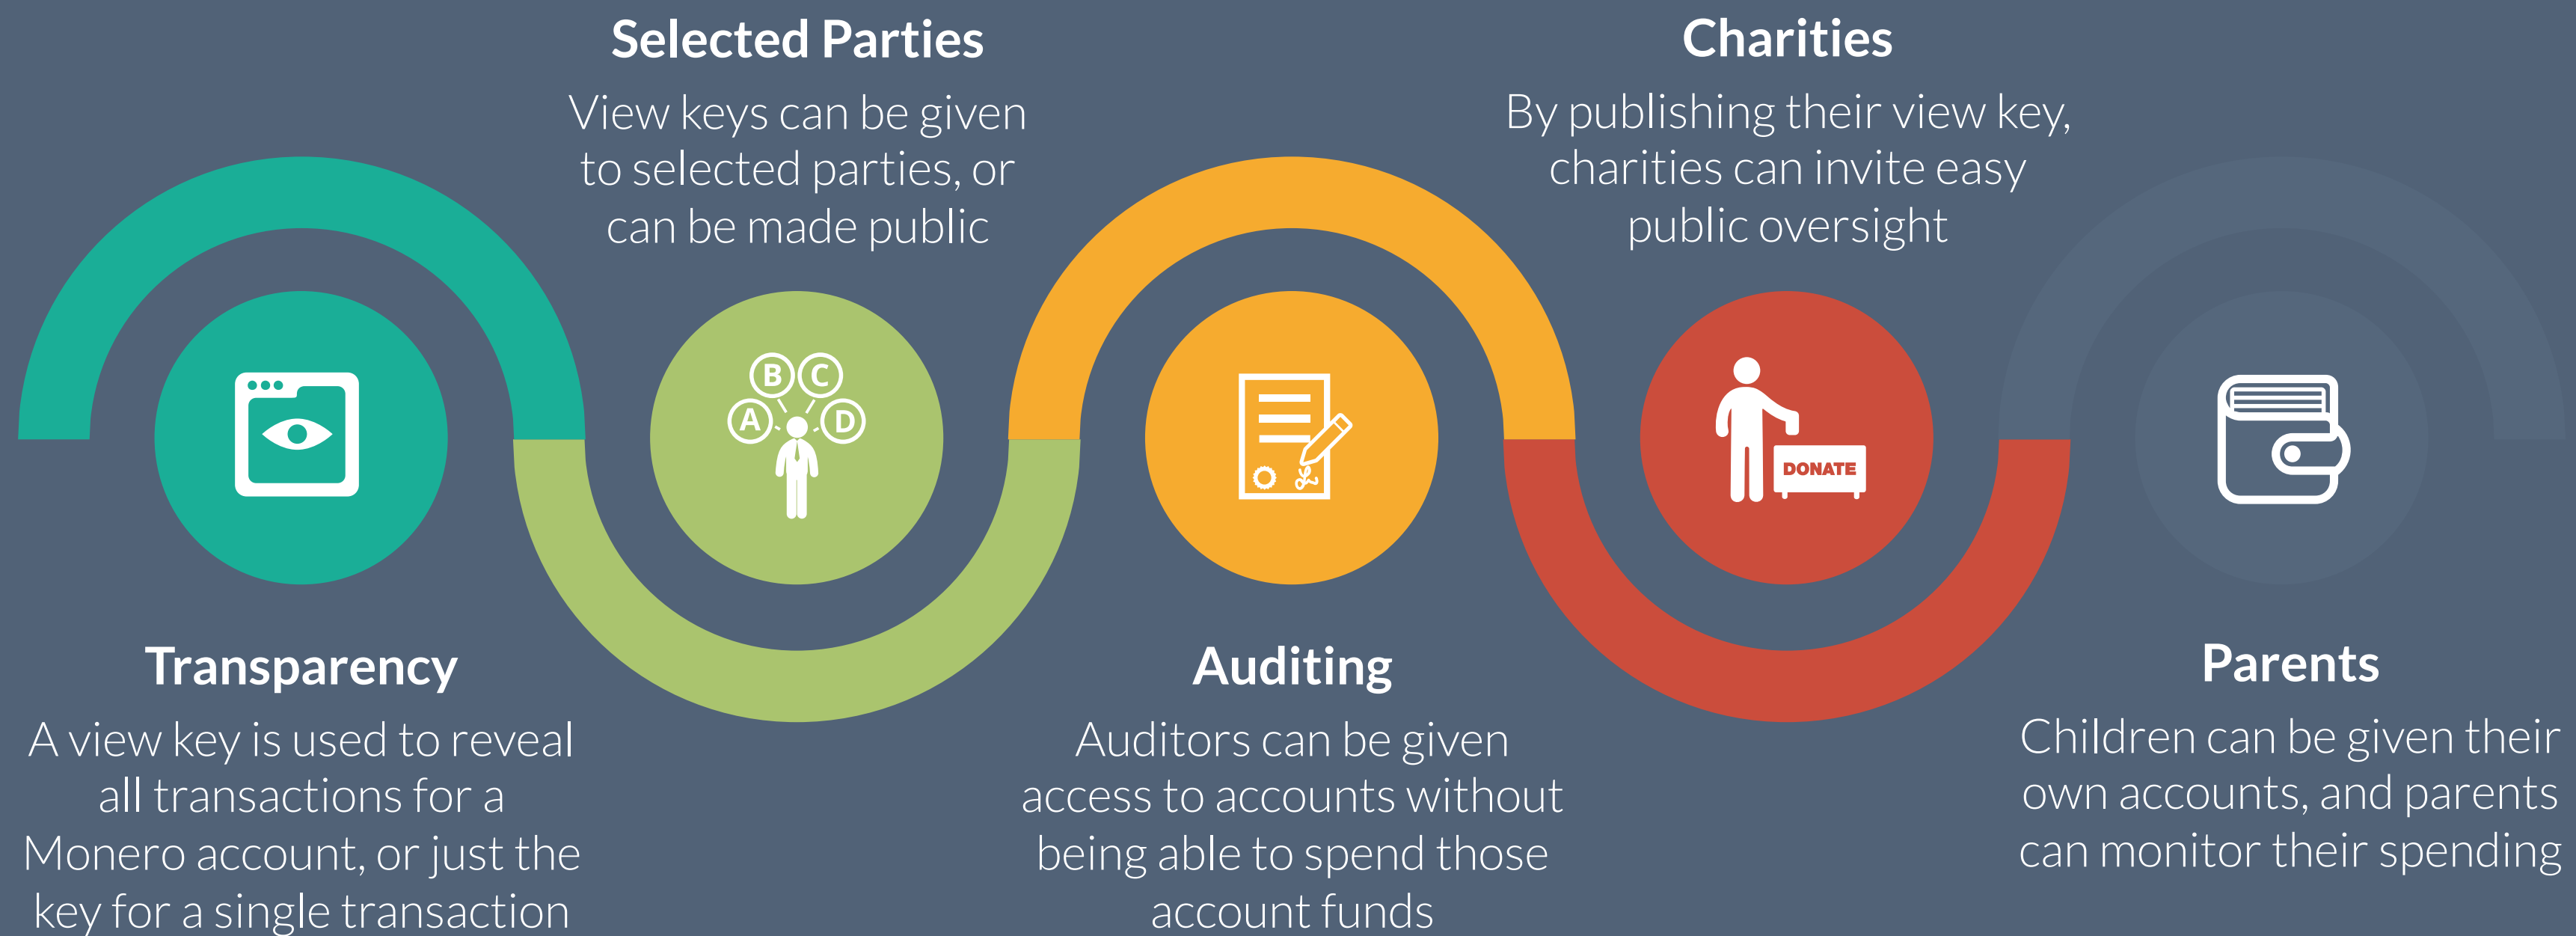 Selected Parties
View keys can be given
to selected parties, or
can be made public
Charities
By publishing their view key,
charities can invite easy
public oversight
A
B
C
D
DONATE
Transparency
A view key is used to reveal
all transactions for a
Monero account, or just the
key for a single transaction
Auditing
Auditors can be given
access to accounts without
being able to spend those
account funds
Parents
Children can be given their
own accounts, and parents
can monitor their spending